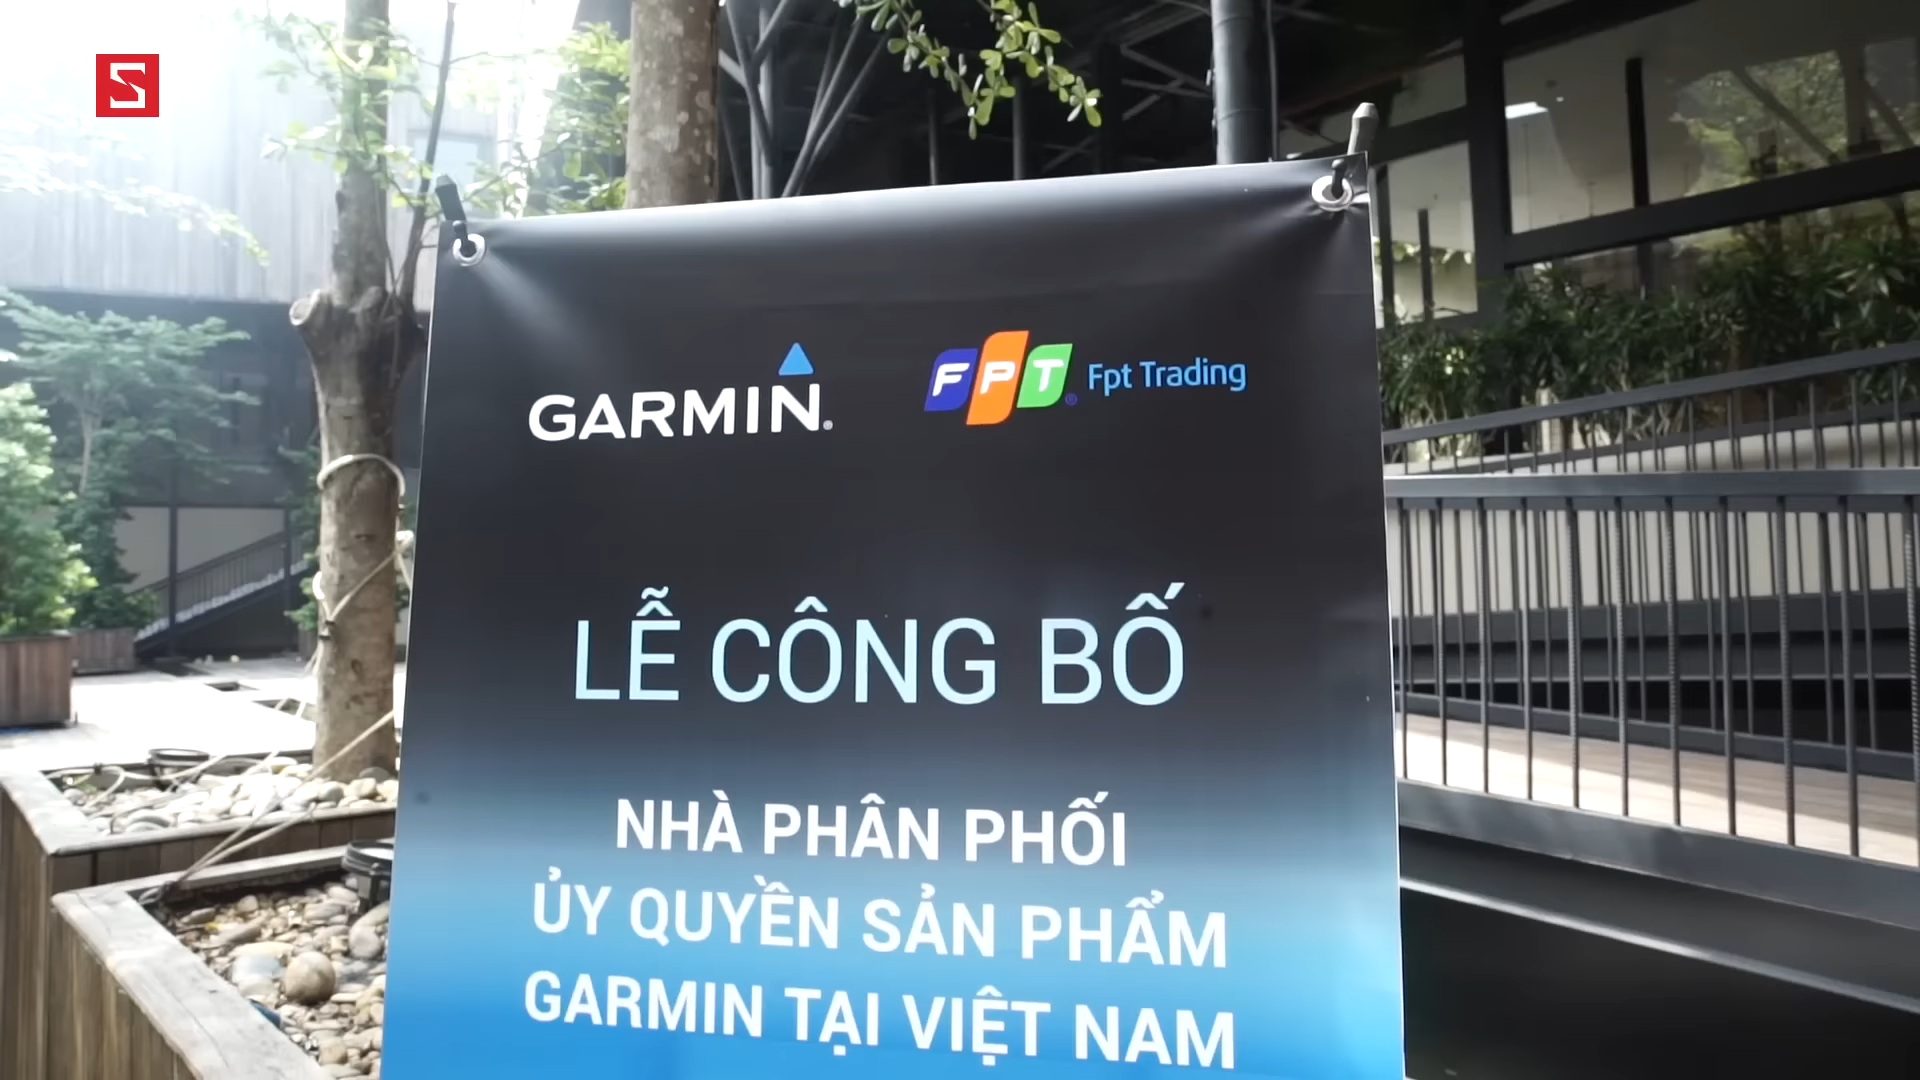 S
GARMIN
FPT® Fpt Trading
LỄ CÔNG BỐ
NHÀ PHÂN PHỐI
ỦY QUYỀN SẢN PHẨM
GARMIN TẠI VIỆT NAM